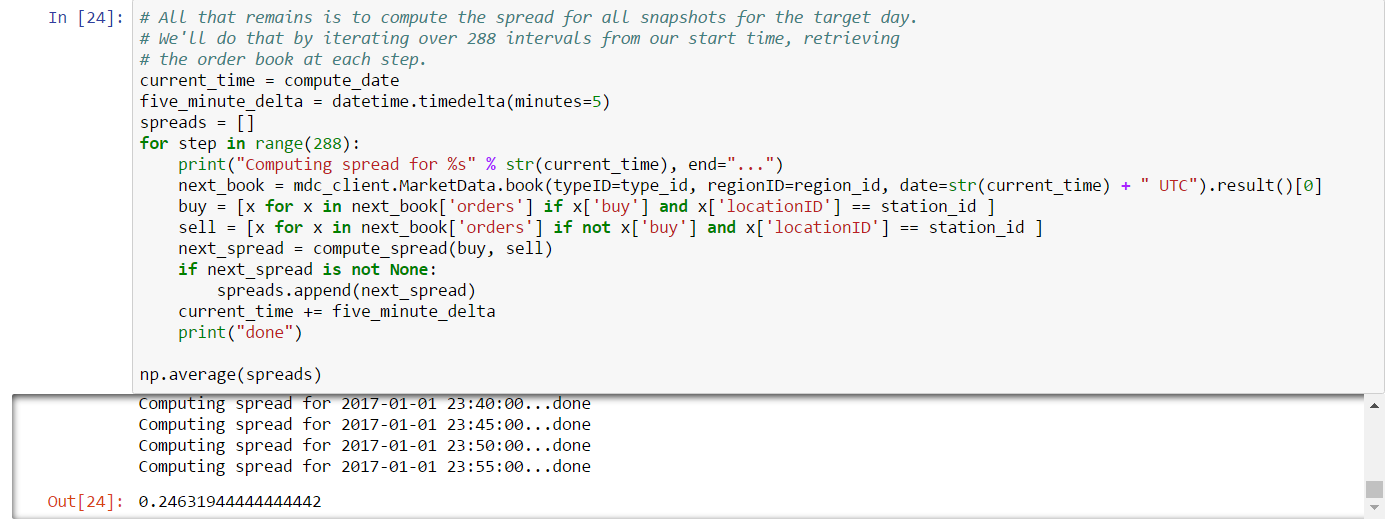 In [24]: # All that remains is to compute the spread for all snapshots for the target day.
# We'll do that by iterating over 288 intervals from our start time, retrieving
# the order book at each step.
current_time = compute_date
five_minute_delta = datetime.timedelta(minutes=5)
spreads = []
for step in range(288):
    print("Computing spread for %s" % str(current_time), end="...")
    next_book = mdc_client.MarketData.book(typeID=type_id, regionID=region_id, date=str(current_time) + " UTC").result()[0]
    buy = [x for x in next_book['orders'] if x['buy'] and x['locationID'] == station_id ]
    sell = [x for x in next_book['orders'] if not x['buy'] and x['locationID'] == station_id ]
    next_spread = compute_spread(buy, sell)
    if next_spread is not None:
        spreads.append(next_spread)
    current_time += five_minute_delta
    print("done")

np.average(spreads)
Computing spread for 2017-01-01 23:40:00...done
Computing spread for 2017-01-01 23:45:00...done
Computing spread for 2017-01-01 23:50:00...done
Computing spread for 2017-01-01 23:55:00...done
Out[24]: 0.24631944444444442